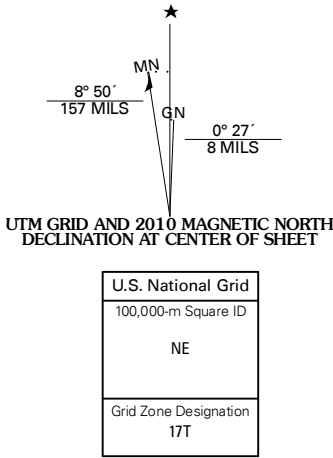 MN
8° 50´
157 MILS
GN
0° 27´
8 MILS
UTM GRID AND 2010 MAGNETIC NORTH
DECLINATION AT CENTER OF SHEET
U.S. National Grid
100,000-m Square ID
NE
Grid Zone Designation
17T